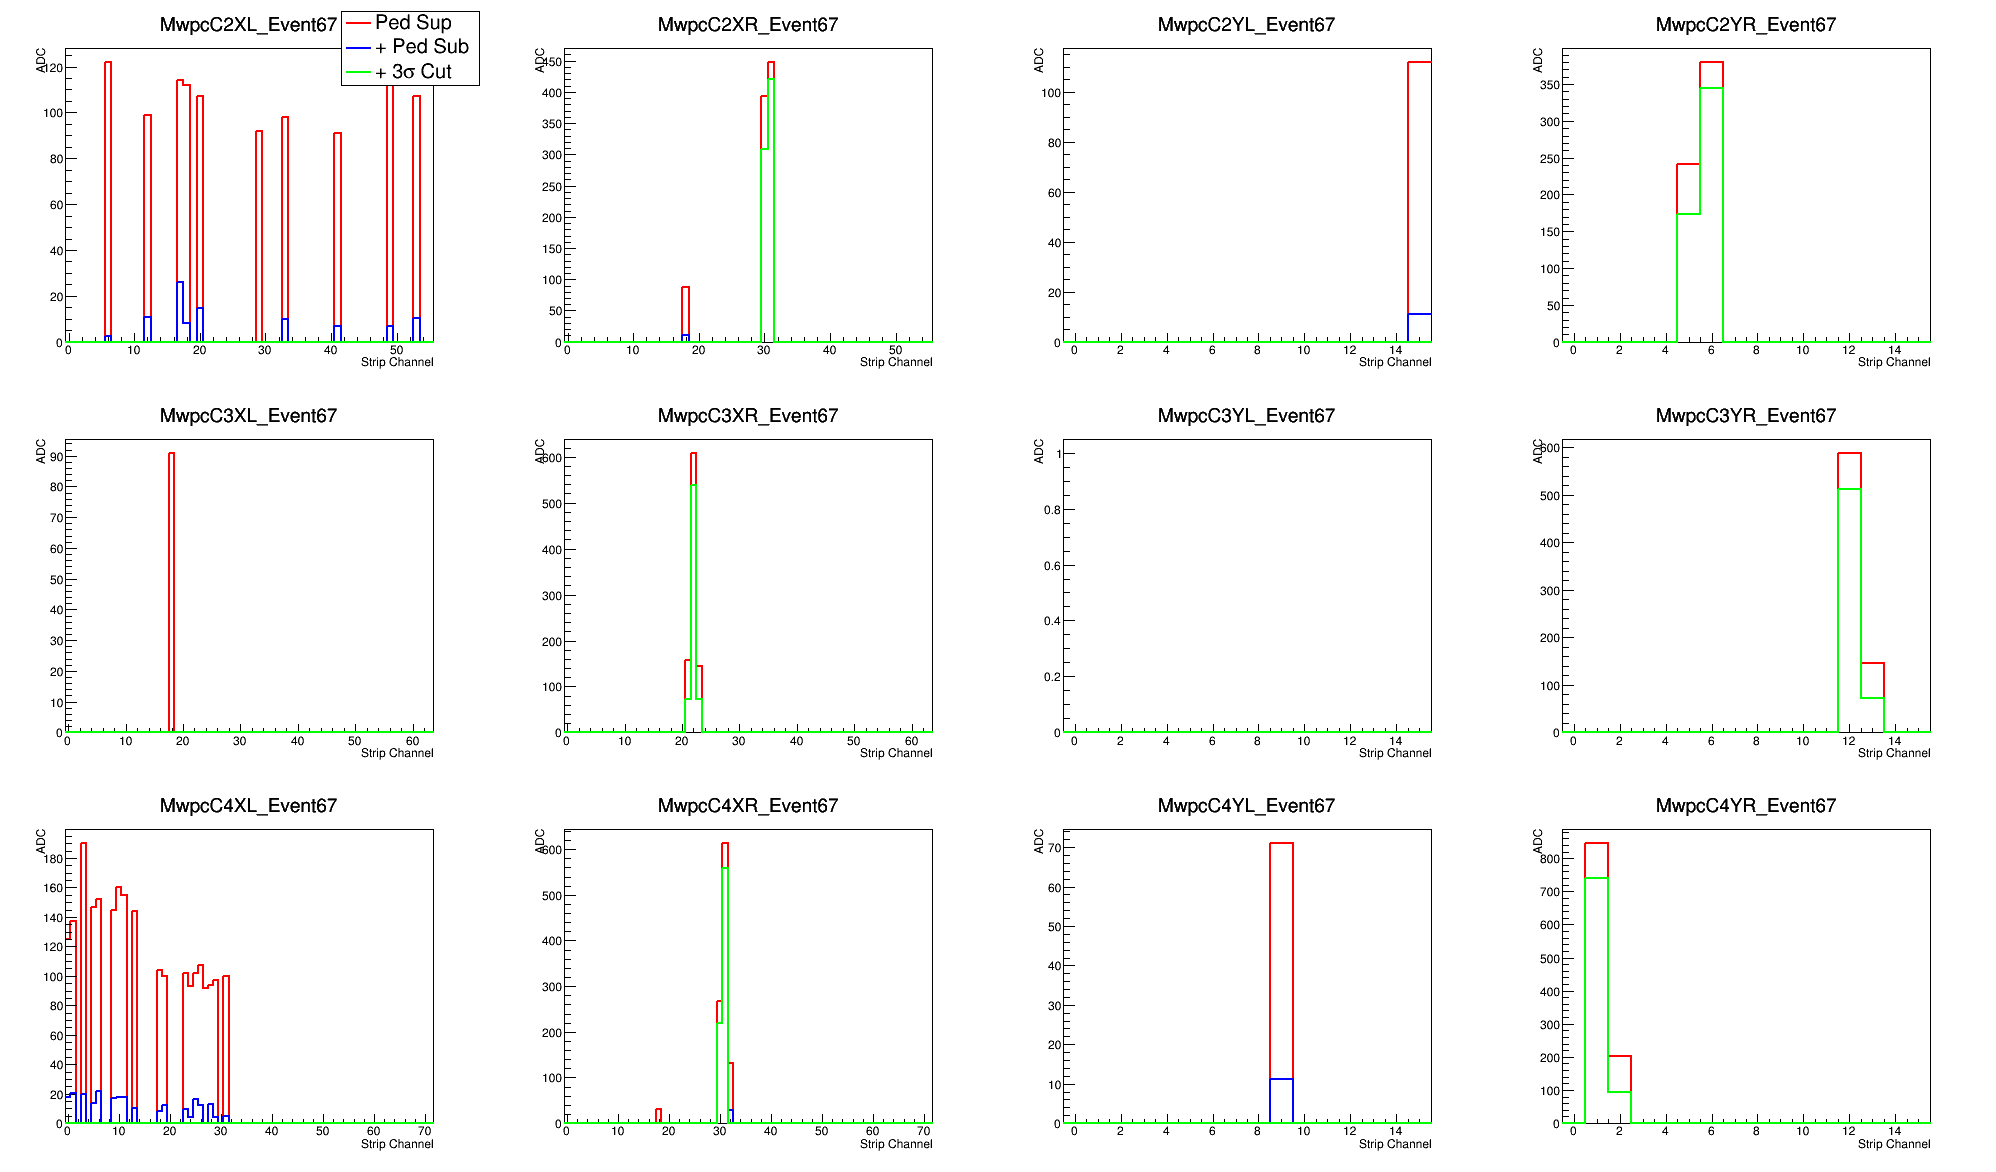 MwpcC2XL_Event67
Ped Sup
+ Ped Sub
+ 3σ Cut
ADC
120
100
80
60
40
20
0
0 10 20 30 40 50
Strip Channel
MwpcC2XR_Event67
ADC
450
400
350
300
250
200
150
100
50
0
0 10 20 30 40 50
Strip Channel
MwpcC2YL_Event67
ADC
100
80
60
40
20
0
0 2 4 6 8 10 12 14
Strip Channel
MwpcC2YR_Event67
ADC
350
300
250
200
150
100
50
0
0 2 4 6 8 10 12 14
Strip Channel
MwpcC3XL_Event67
ADC
90
80
70
60
50
40
30
20
10
0
0 10 20 30 40 50 60
Strip Channel
MwpcC3XR_Event67
ADC
600
500
400
300
200
100
0
0 10 20 30 40 50 60
Strip Channel
MwpcC3YL_Event67
ADC
1
0.8
0.6
0.4
0.2
0
0 2 4 6 8 10 12 14
Strip Channel
MwpcC3YR_Event67
ADC
600
500
400
300
200
100
0
0 2 4 6 8 10 12 14
Strip Channel
MwpcC4XL_Event67
ADC
180
160
140
120
100
80
60
40
20
0
0 10 20 30 40 50 60 70
Strip Channel
MwpcC4XR_Event67
ADC
600
500
400
300
200
100
0
0 10 20 30 40 50 60 70
Strip Channel
MwpcC4YL_Event67
ADC
70
60
50
40
30
20
10
0
0 2 4 6 8 10 12 14
Strip Channel
MwpcC4YR_Event67
ADC
800
700
600
500
400
300
200
100
0
0 2 4 6 8 10 12 14
Strip Channel